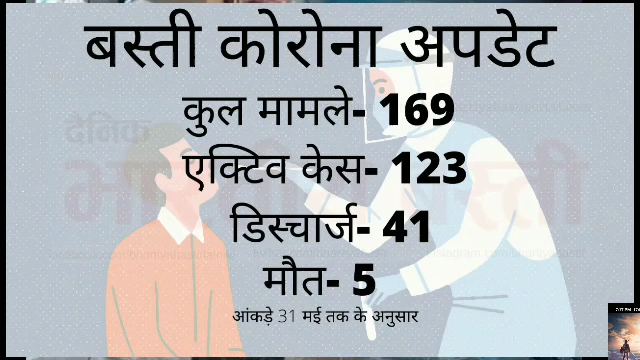 बस्ती कोरोना अपडेट
कुल मामले- 169
एक्टिव केस- 123
डिस्चार्ज- 41
मौत- 5
आंकड़े 31 मई तक के अनुसार
दैनिक